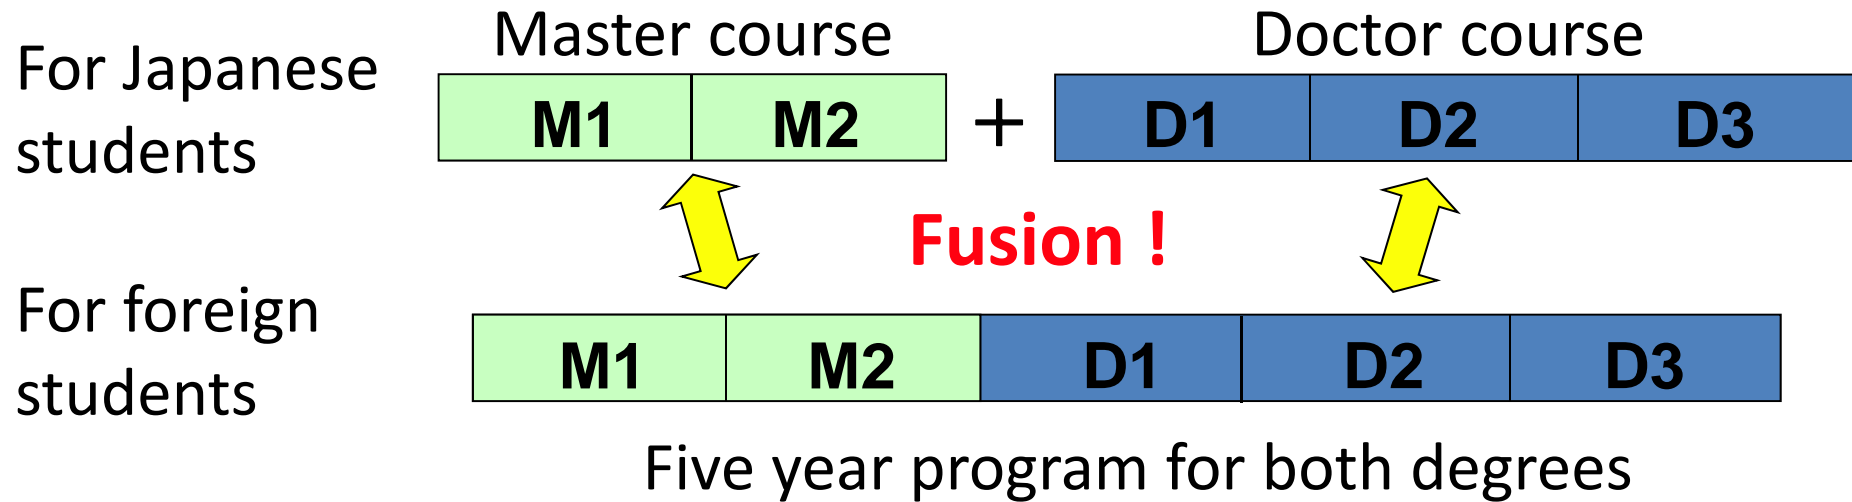 Master course
Doctor course
For Japanese
students
M1 M2 + D1 D2 D3
Fusion !
For foreign
students
M1 M2 D1 D2 D3
Five year program for both degrees